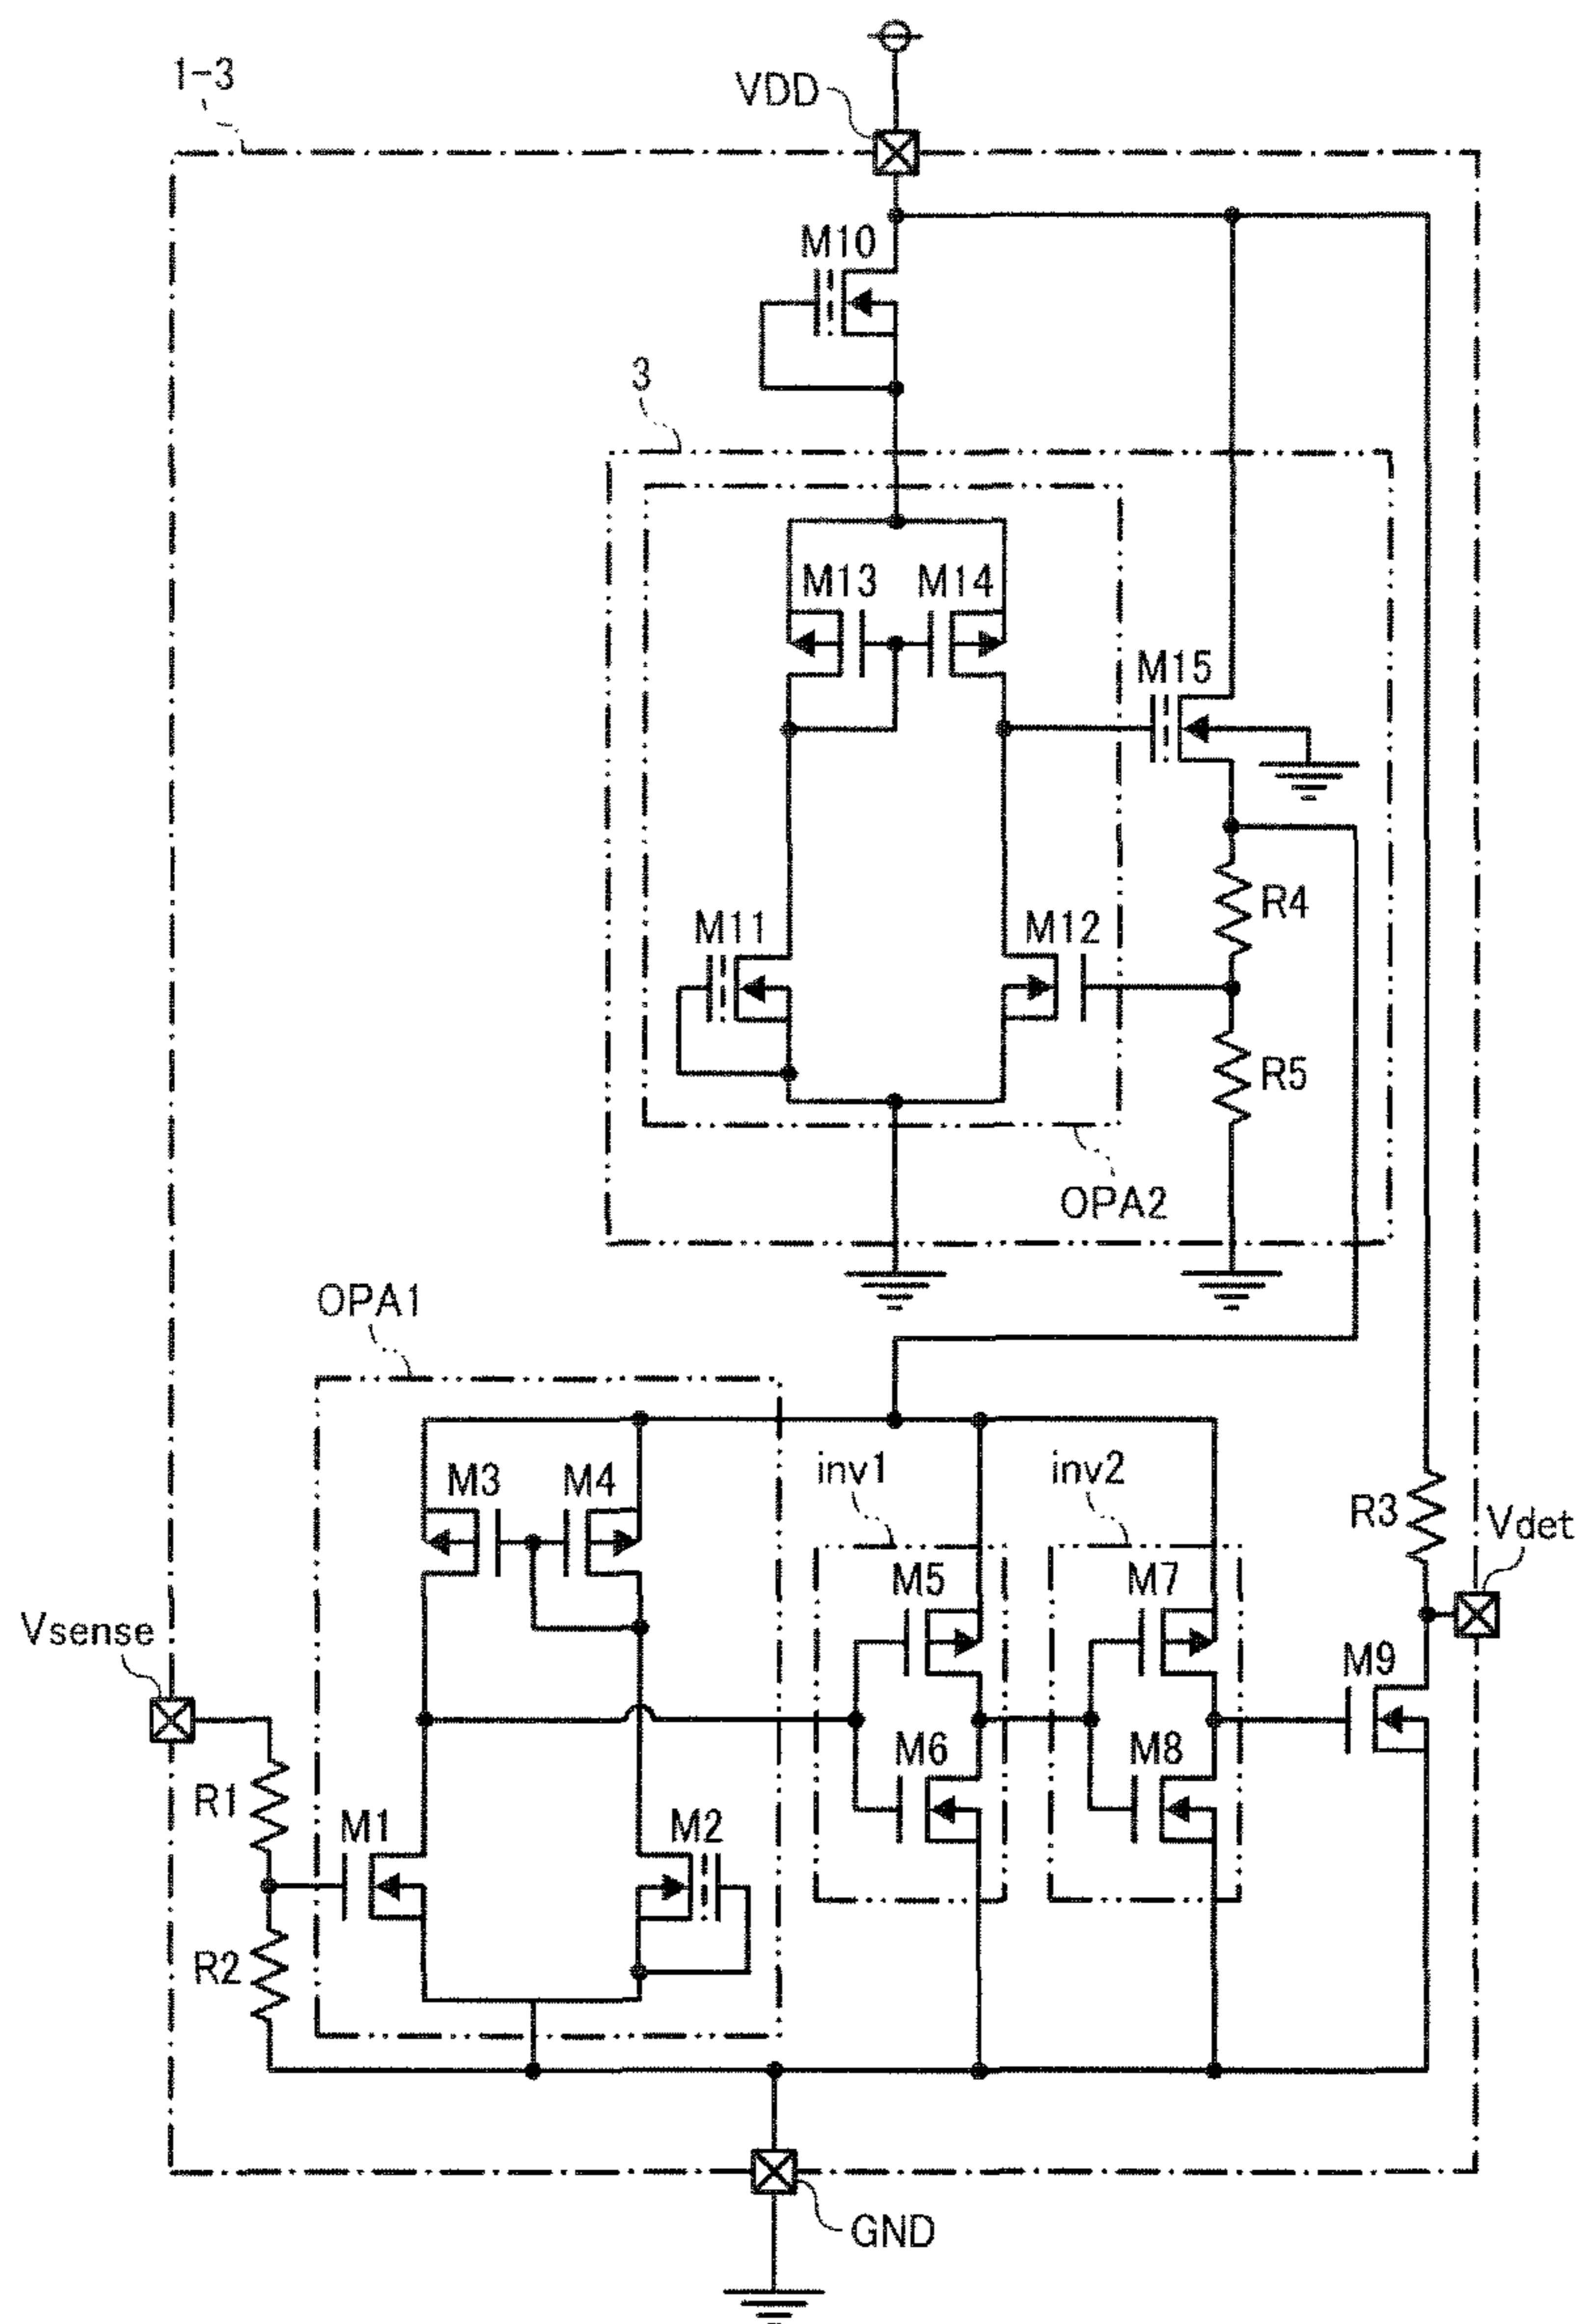 1-3
VDD
M10
3
M13
M14
M15
R4
M11
M12
R5
OPA2
OPA1
M3
M4
inv1
inv2
R3
Vdet
M5
M7
Vsense
M9
M6
M8
R1
M1
M2
R2
GND